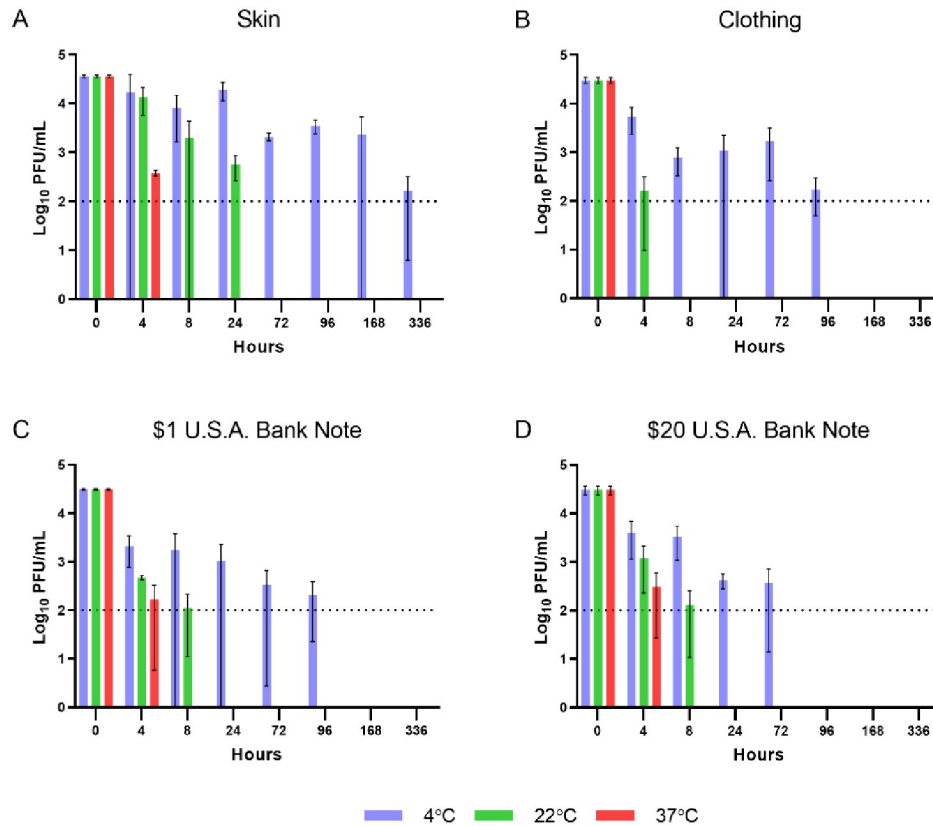 A
Skin
5
4
3
2
1
0
Log10 PFU/mL
0 4 8 24 72 96 168 336
Hours
B
Clothing
5
4
3
2
1
0
Log10 PFU/mL
0 4 8 24 72 96 168 336
Hours
C
$1 U.S.A. Bank Note
5
4
3
2
1
0
Log10 PFU/mL
0 4 8 24 72 96 168 336
Hours
D
$20 U.S.A. Bank Note
5
4
3
2
1
0
Log10 PFU/mL
0 4 8 24 72 96 168 336
Hours
4°C 22°C 37°C